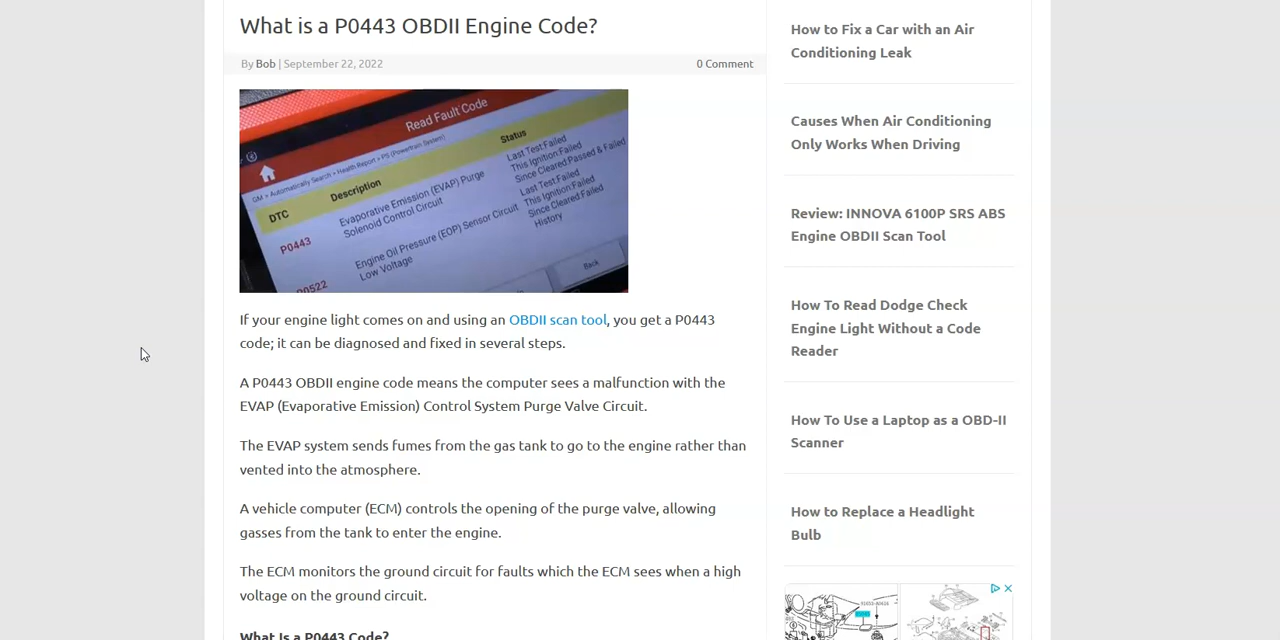 What is a P0443 OBDII Engine Code?
By Bob | September 22, 2022
0 Comment
Read Fault Code
GM > Automatically Search > Health Report > PS (Powertrain System)
DTC Description Status
P0443 Evaporative Emission (EVAP) Purge
Solenoid Control Circuit
Last Test:Failed
This Ignition:Failed
Since Cleared:Passed & Failed
P0522 Engine Oil Pressure (EOP) Sensor Circuit
Low Voltage
Last Test:Failed
This Ignition:Failed
Since Cleared:Failed
History
Back
If your engine light comes on and using an OBDII scan tool, you get a P0443
code; it can be diagnosed and fixed in several steps.
A P0443 OBDII engine code means the computer sees a malfunction with the
EVAP (Evaporative Emission) Control System Purge Valve Circuit.
The EVAP system sends fumes from the gas tank to go to the engine rather than
vented into the atmosphere.
A vehicle computer (ECM) controls the opening of the purge valve, allowing
gasses from the tank to enter the engine.
The ECM monitors the ground circuit for faults which the ECM sees when a high
voltage on the ground circuit.
What Is a P0443 Code?
How to Fix a Car with an Air
Conditioning Leak
Causes When Air Conditioning
Only Works When Driving
Review: INNOVA 6100P SRS ABS
Engine OBDII Scan Tool
How To Read Dodge Check
Engine Light Without a Code
Reader
How To Use a Laptop as a OBD-II
Scanner
How to Replace a Headlight
Bulb